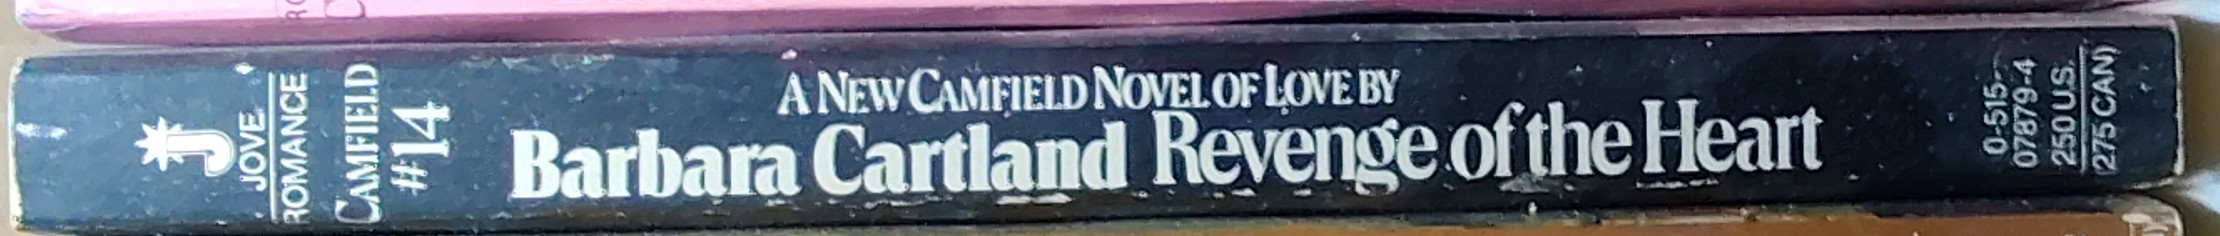 JOVE
ROMANCE
CAMFIELD
#14
A NEW CAMFIELD NOVEL OF LOVE BY
Barbara Cartland Revenge of the Heart
0-515-
07879-4
250 U.S.
(275 CAN)